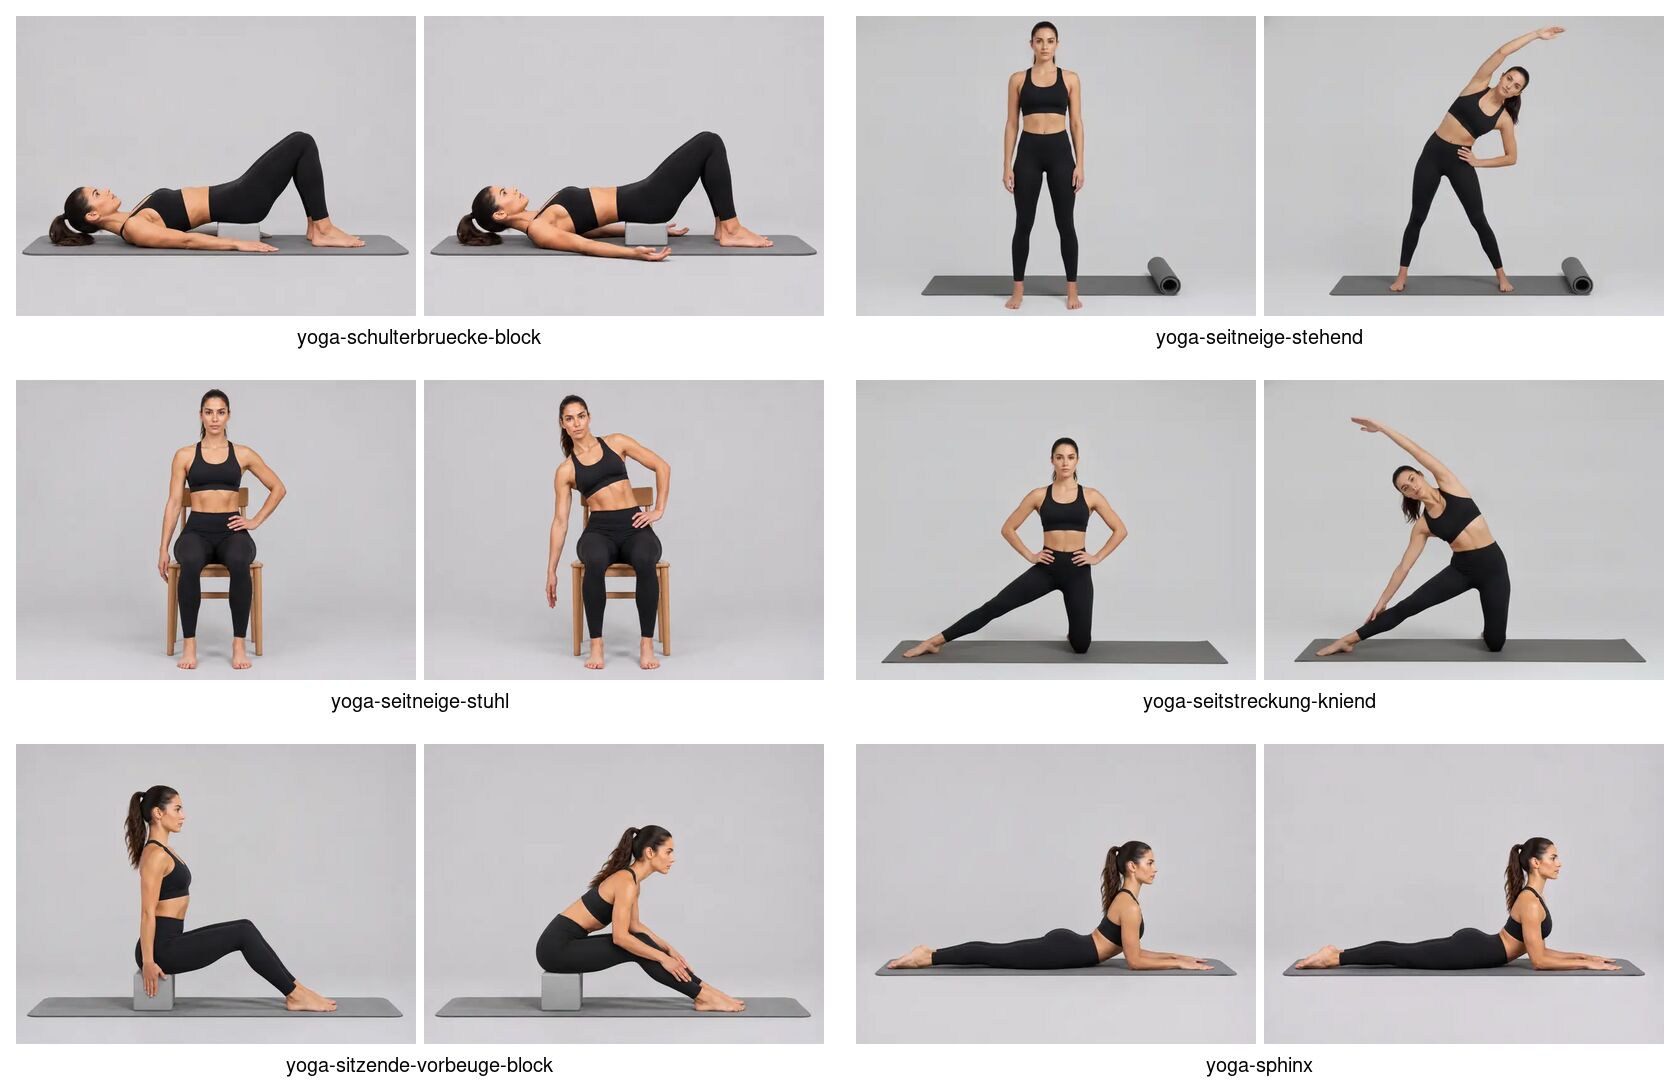 yoga-schulterbruecke-block
yoga-seitneige-stehend
yoga-seitneige-stuhl
yoga-seitstreckung-kniend
yoga-sitzende-vorbeuge-block
yoga-sphinx